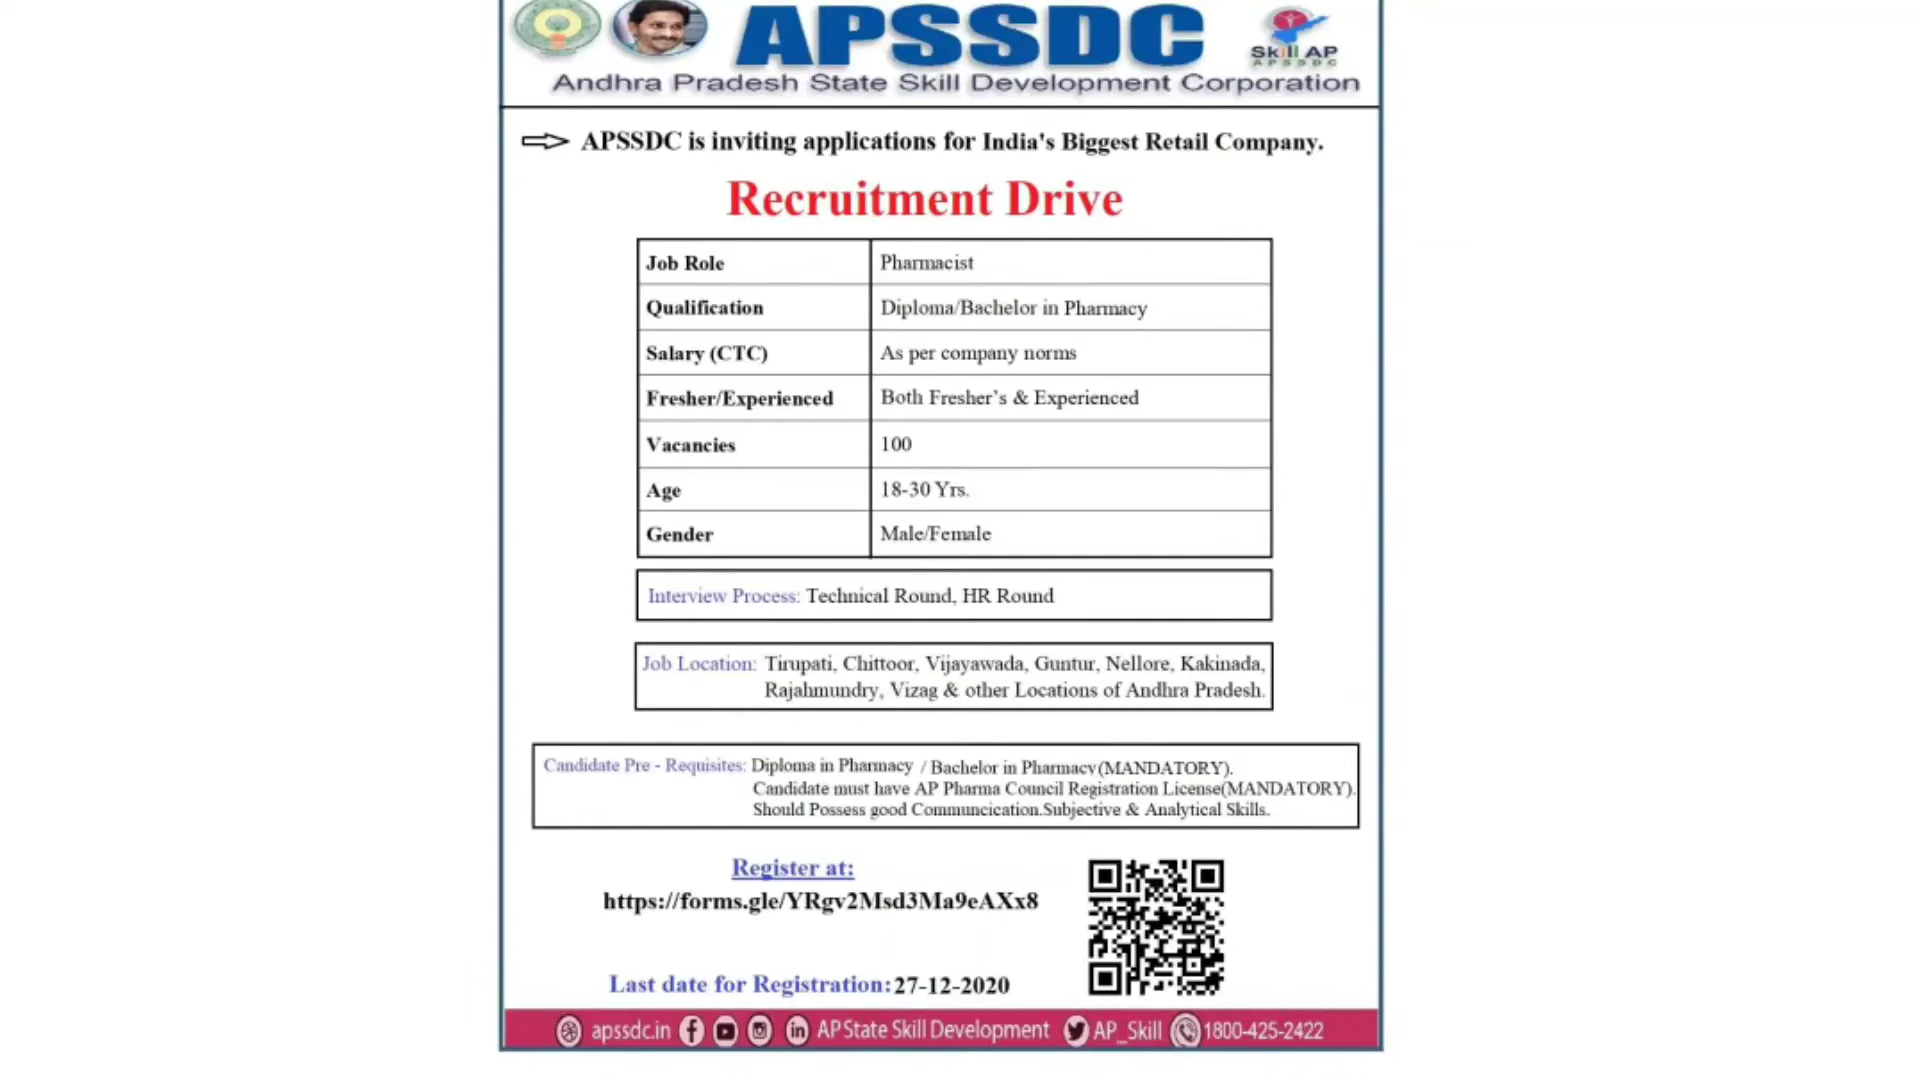 APSSDC
Skill AP
APSSDC
Andhra Pradesh State Skill Development Corporation
APSSDC is inviting applications for India's Biggest Retail Company.
Recruitment Drive
Job Role Pharmacist
Qualification Diploma/Bachelor in Pharmacy
Salary (CTC) As per company norms
Fresher/Experienced Both Fresher's & Experienced
Vacancies 100
Age 18-30 Yrs.
Gender Male/Female
Interview Process: Technical Round, HR Round
Job Location: Tirupati, Chittoor, Vijayawada, Guntur, Nellore, Kakinada,
Rajahmundry, Vizag & other Locations of Andhra Pradesh.
Candidate Pre - Requisites: Diploma in Pharmacy / Bachelor in Pharmacy(MANDATORY).
Candidate must have AP Pharma Council Registration License(MANDATORY).
Should Possess good Communcication.Subjective & Analytical Skills.
Register at:
https://forms.gle/YRgv2Msd3Ma9eAXx8
Last date for Registration: 27-12-2020
apssdc.in AP State Skill Development AP_Skill 1800-425-2422